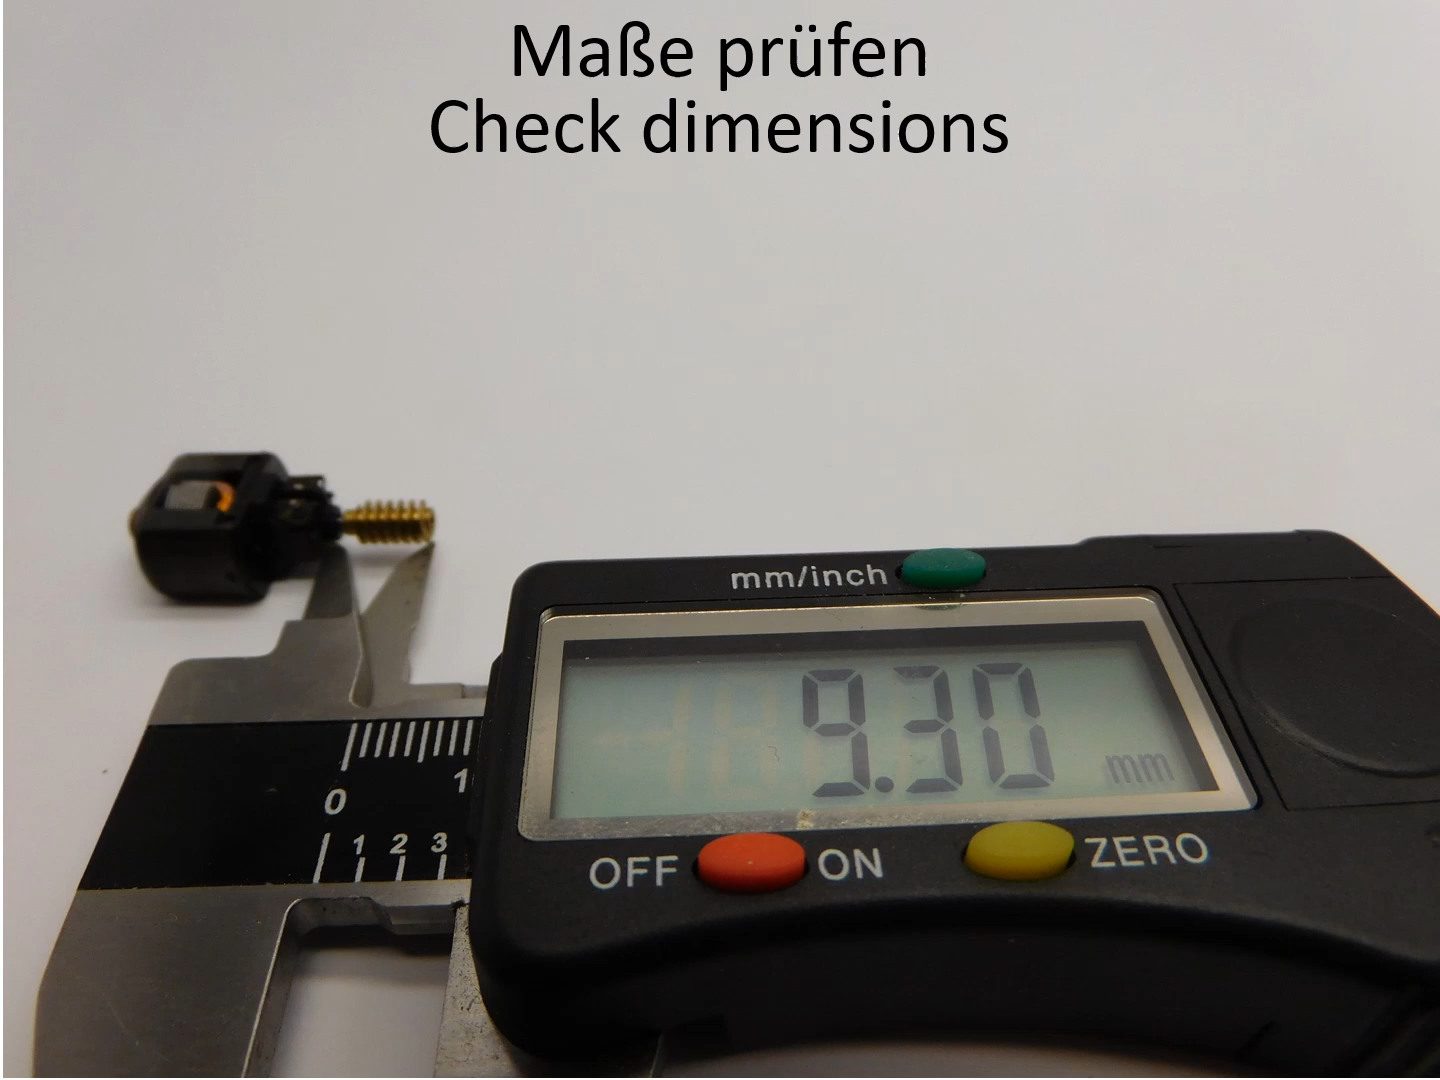 Maße prüfen
Check dimensions
mm/inch
9.30 mm
0 1
1 2 3
OFF ON ZERO